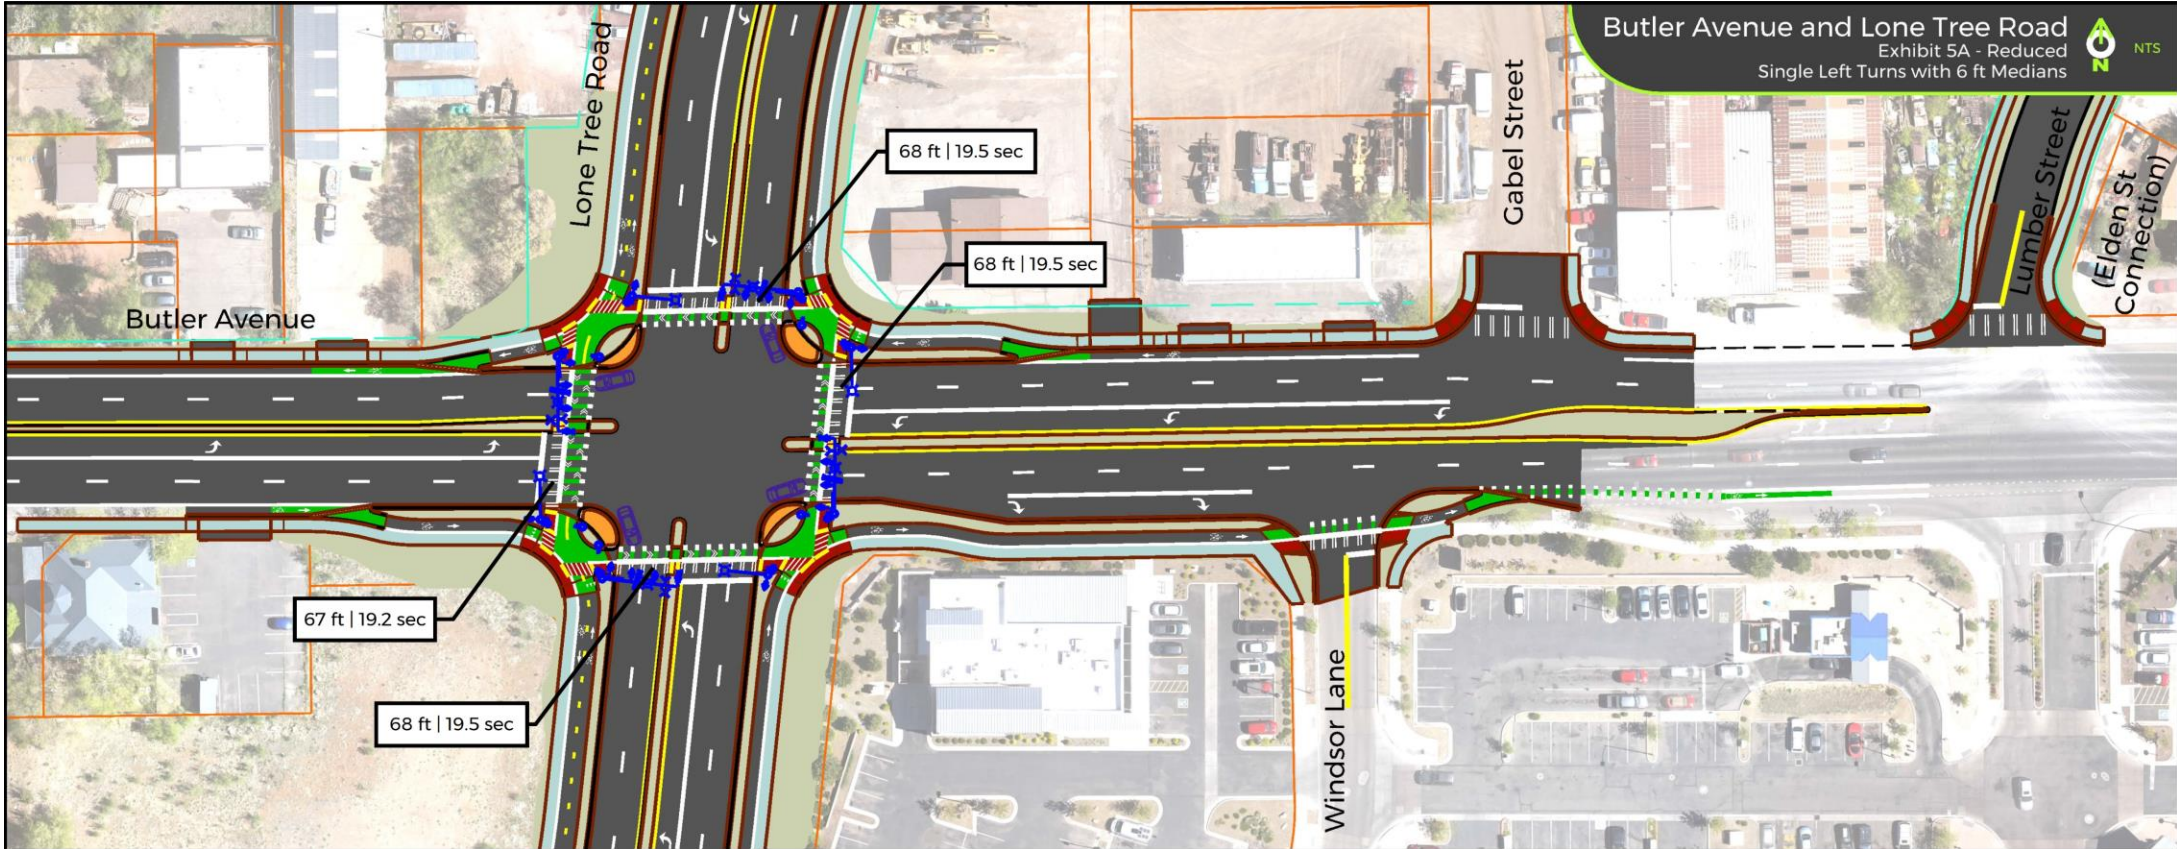 Butler Avenue and Lone Tree Road
Exhibit 5A - Reduced
Single Left Turns with 6 ft Medians
N
NTS
Lone Tree Road
Gabel Street
Lumber Street
(Elden St
Connection)
68 ft | 19.5 sec
68 ft | 19.5 sec
Butler Avenue
67 ft | 19.2 sec
68 ft | 19.5 sec
Windsor Lane